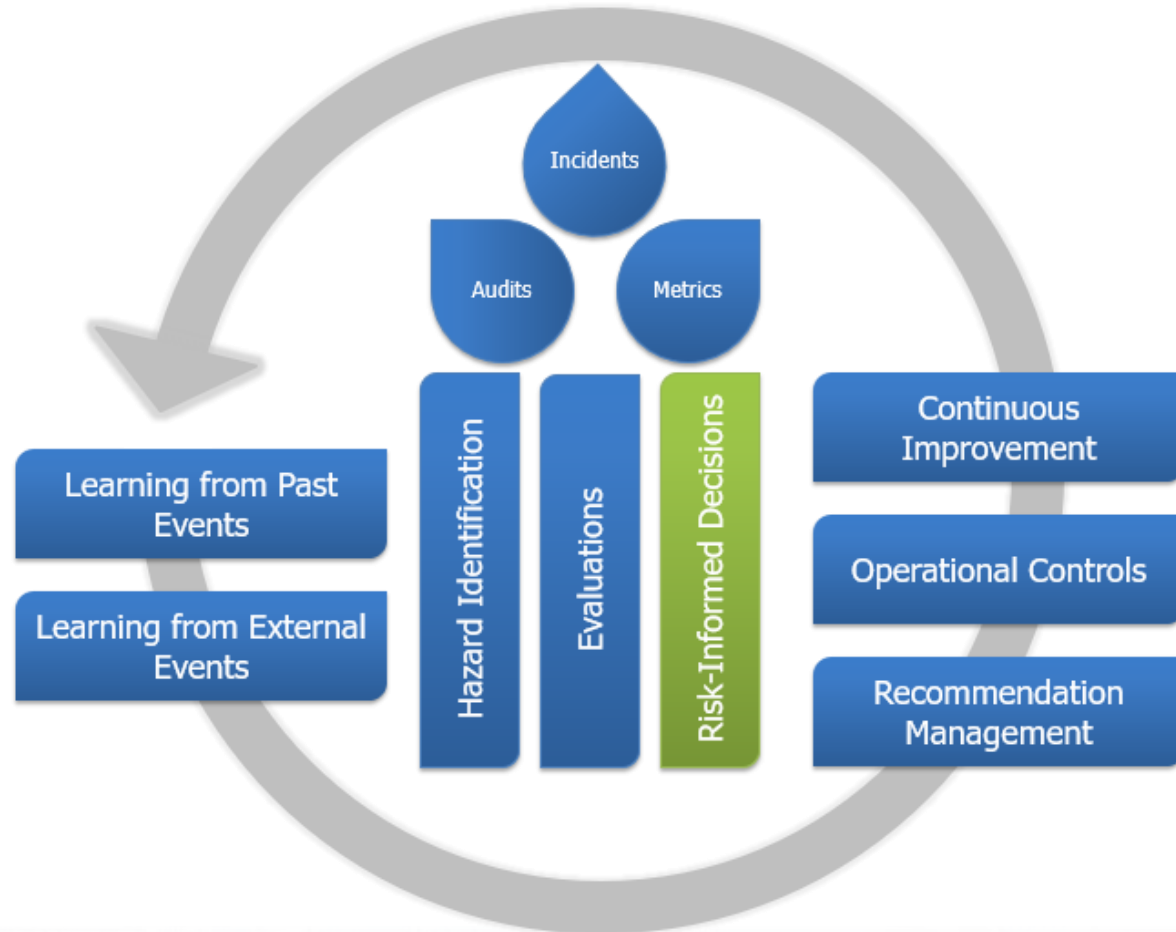 Incidents
Audits
Metrics
Learning from Past
Events
Learning from External
Events
Hazard Identification
Evaluations
Risk-Informed Decisions
Continuous
Improvement
Operational Controls
Recommendation
Management